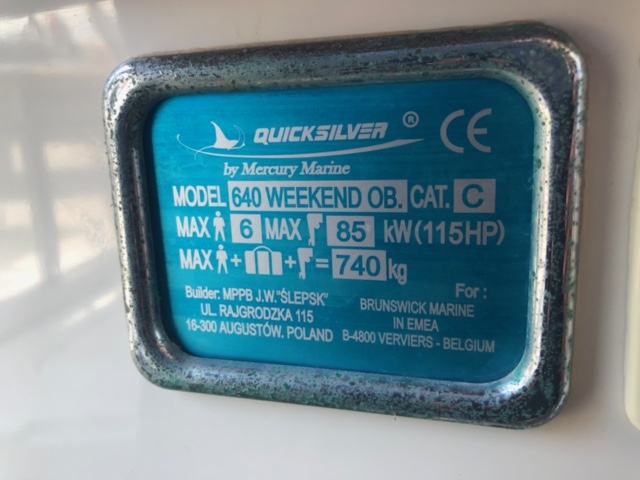 QUICKSILVER ® CE
by Mercury Marine
MODEL 640 WEEKEND OB. CAT. C
MAX 6 MAX 85 kW (115HP)
MAX + + = 740 kg
Builder: MPPB J.W."ŚLEPSK"
UL. RAJGRODZKA 115
16-300 AUGUSTÓW. POLAND
For :
BRUNSWICK MARINE
IN EMEA
B-4800 VERVIERS - BELGIUM